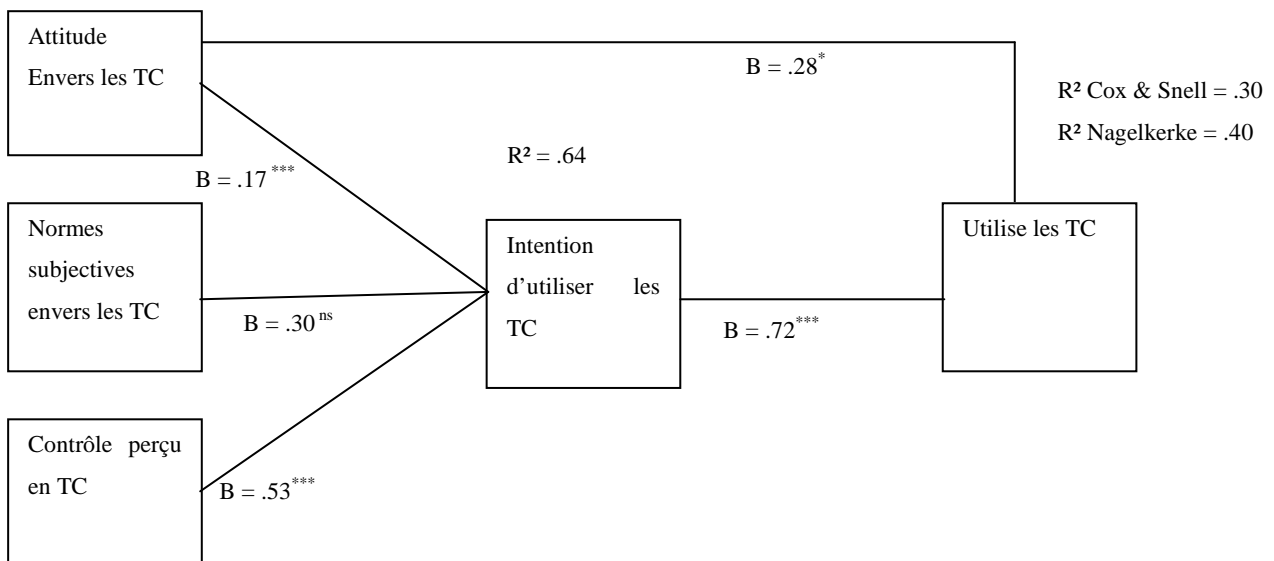 Attitude
Envers les TC
B = .28*
R² Cox & Snell = .30
R² Nagelkerke = .40
R² = .64
B = .17 ***
Normes
subjectives
envers les TC
B = .30 ns
Intention
d’utiliser les
TC
B = .72***
Utilise les TC
Contrôle perçu
en TC
B = .53***